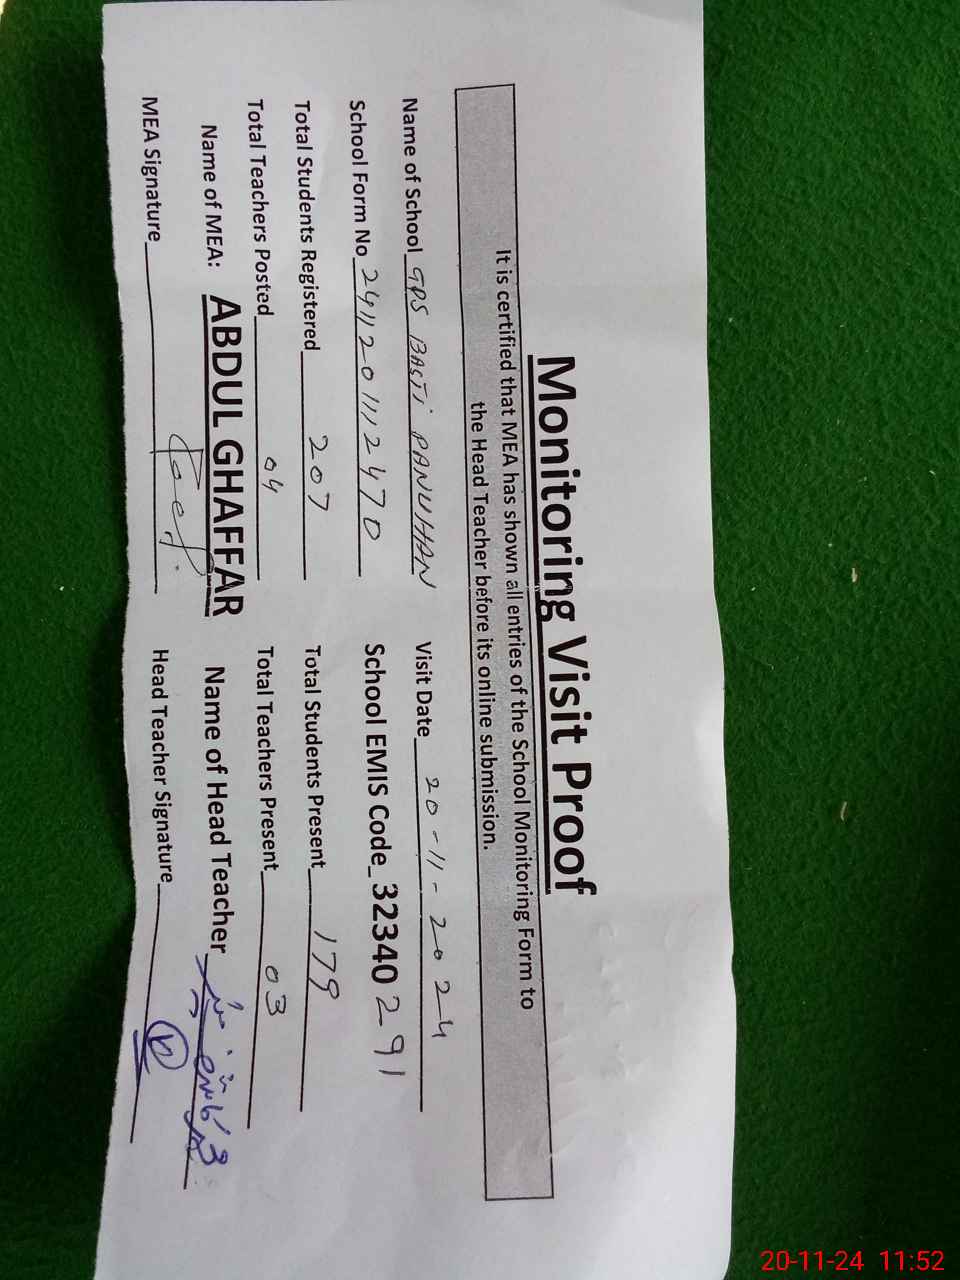 Monitoring Visit Proof
It is certified that MEA has shown all entries of the School Monitoring Form to
the Head Teacher before its online submission.
Name of School GPS BASTI PANUHAN Visit Date 20-11-2024
School Form No 2411201112470 School EMIS Code_ 32340291
Total Students Registered 207 Total Students Present 179
Total Teachers Posted 04 Total Teachers Present 03
Name of MEA: ABDUL GHAFFAR Name of Head Teacher
MEA Signature Head Teacher Signature
20-11-24 11:52